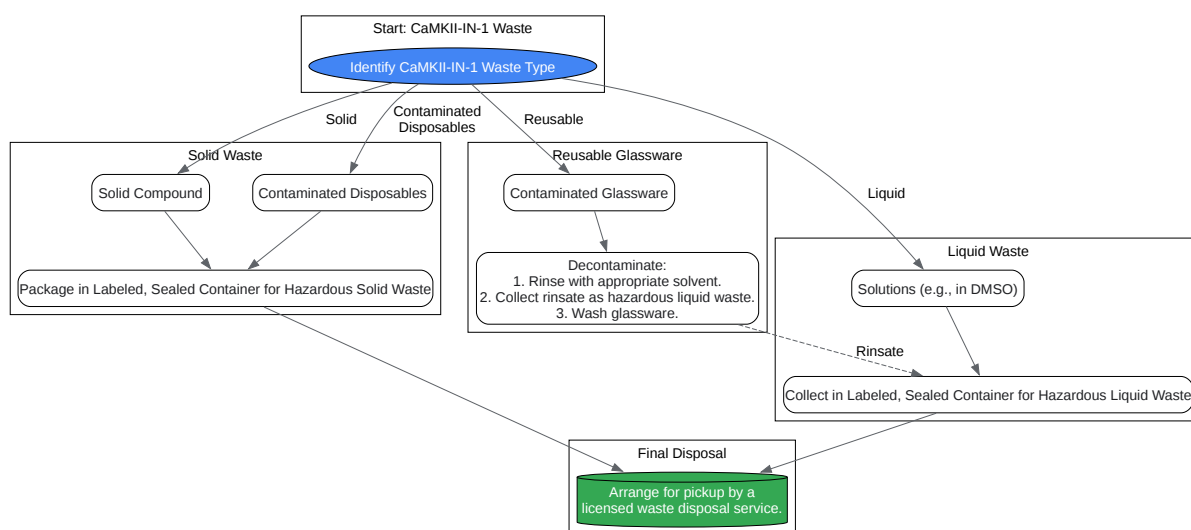 Start: CaMKII-IN-1 Waste
Identify CaMKII-IN-1 Waste Type
Solid
Contaminated
Disposables
Reusable
Liquid
Solid Waste
Solid Compound
Contaminated Disposables
Package in Labeled, Sealed Container for Hazardous Solid Waste
Reusable Glassware
Contaminated Glassware
Decontaminate:
1. Rinse with appropriate solvent.
2. Collect rinsate as hazardous liquid waste.
3. Wash glassware.
Rinsate
Liquid Waste
Solutions (e.g., in DMSO)
Collect in Labeled, Sealed Container for Hazardous Liquid Waste
Final Disposal
Arrange for pickup by a
licensed waste disposal service.